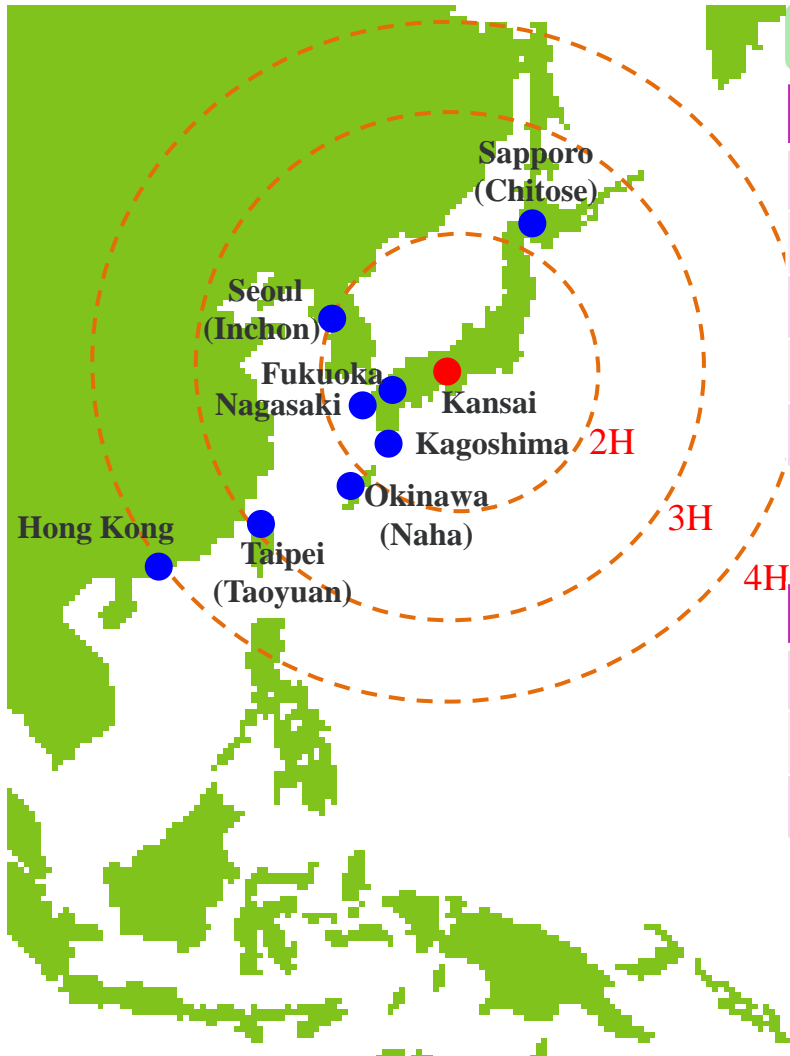 Sapporo
(Chitose)
Seoul
(Inchon)
Fukuoka
Nagasaki
Kansai
Kagoshima
2H
Okinawa
(Naha)
3H
Hong Kong
Taipei
(Taoyuan)
4H